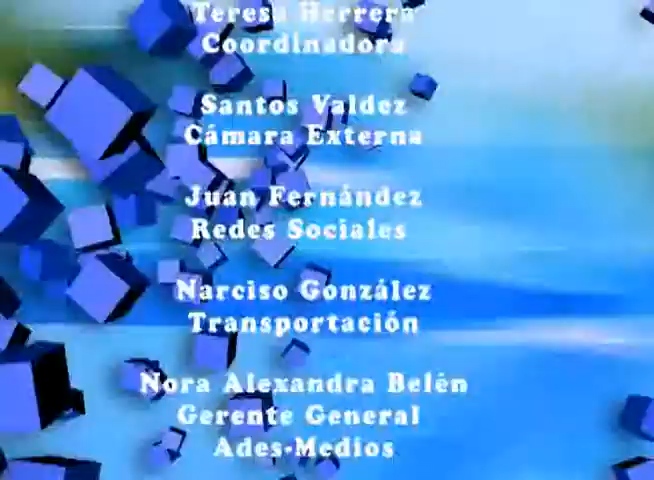 Teresa Herrera
Coordinadora
Santos Valdez
Cámara Externa
Juan Fernández
Redes Sociales
Narciso González
Transportación
Nora Alexandra Belén
Gerente General
Ades-Medios